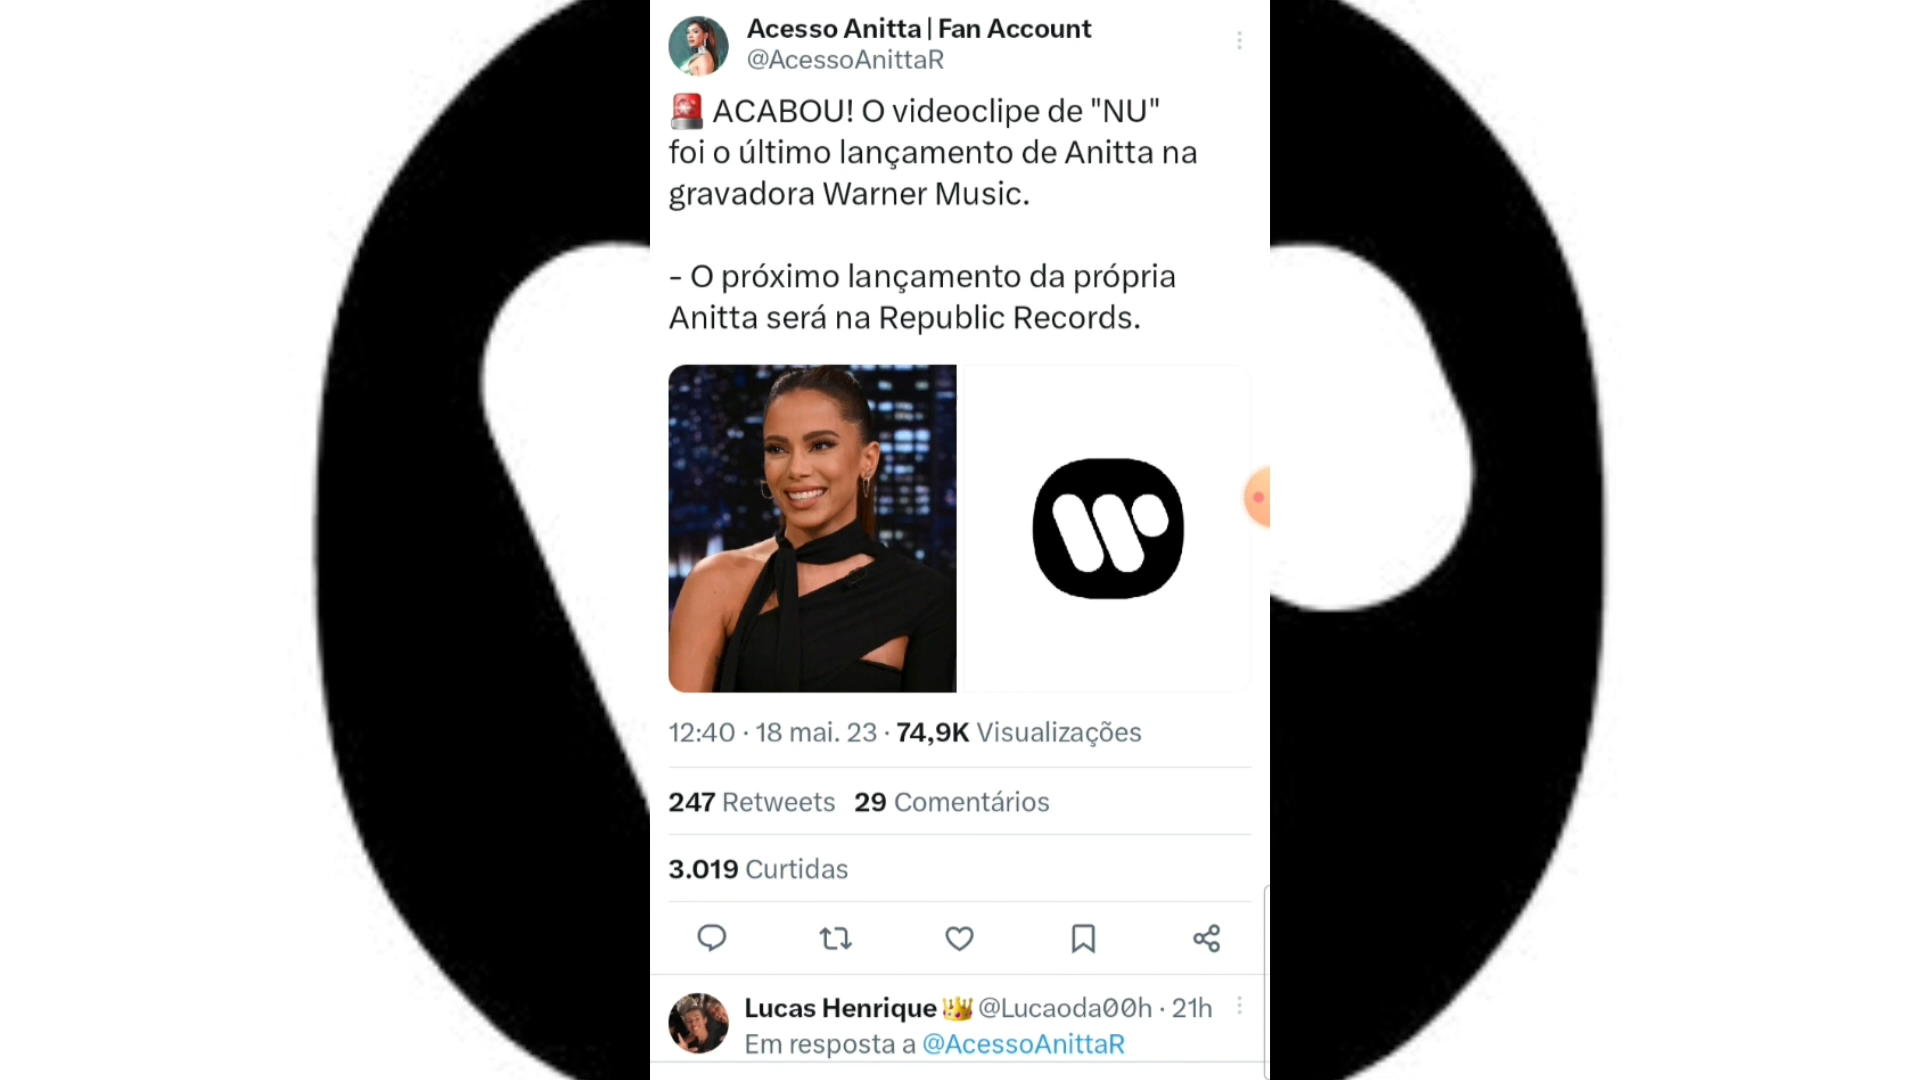 Acesso Anitta | Fan Account
@AcessoAnittaR
🚨 ACABOU! O videoclipe de "NU"
foi o último lançamento de Anitta na
gravadora Warner Music.
- O próximo lançamento da própria
Anitta será na Republic Records.
12:40 · 18 mai. 23 · 74,9K Visualizações
247 Retweets 29 Comentários
3.019 Curtidas
Lucas Henrique 👑 @Lucaoda00h · 21h
Em resposta a @AcessoAnittaR